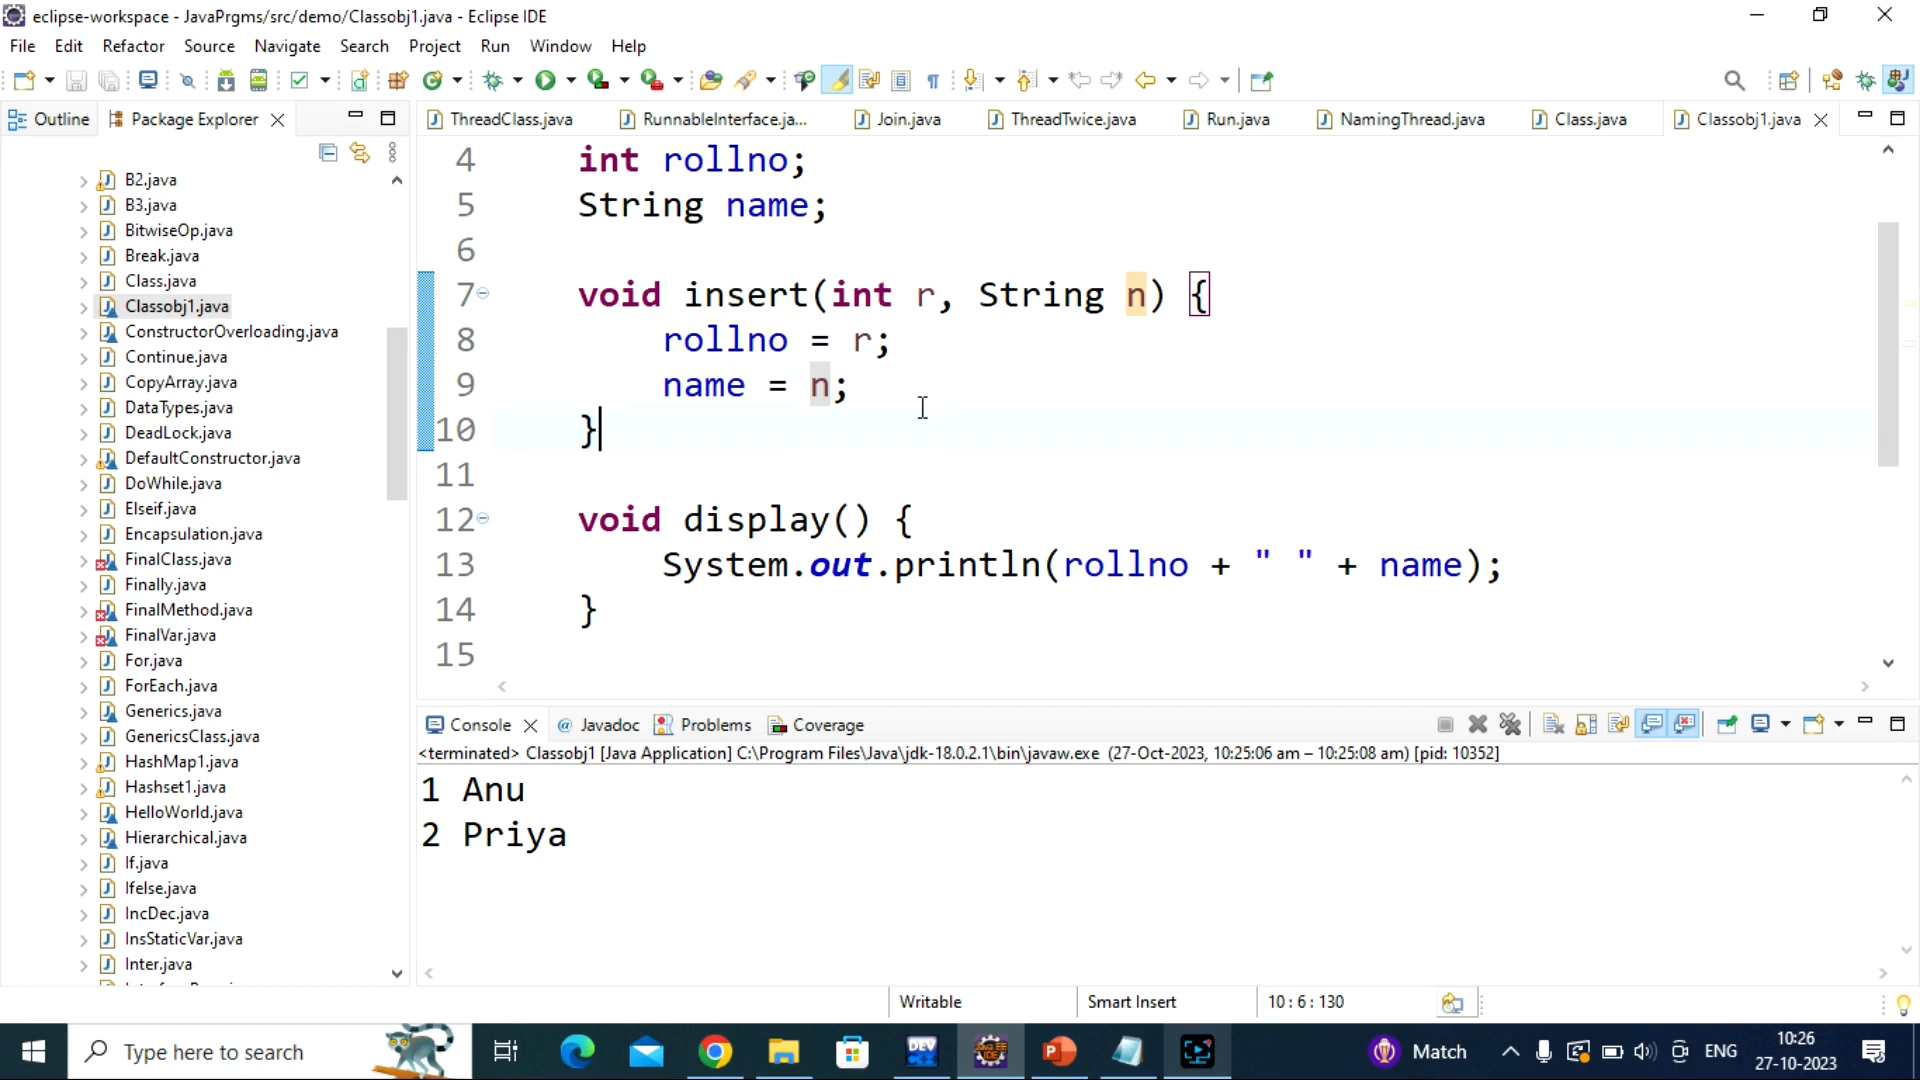 eclipse-workspace - JavaPrgms/src/demo/Classobj1.java - Eclipse IDE
File Edit Refactor Source Navigate Search Project Run Window Help
Outline Package Explorer
ThreadClass.java RunnableInterface.ja... Join.java ThreadTwice.java Run.java NamingThread.java Class.java Classobj1.java
B2.java
B3.java
BitwiseOp.java
Break.java
Class.java
Classobj1.java
ConstructorOverloading.java
Continue.java
CopyArray.java
DataTypes.java
DeadLock.java
DefaultConstructor.java
DoWhile.java
Elseif.java
Encapsulation.java
FinalClass.java
Finally.java
FinalMethod.java
FinalVar.java
For.java
ForEach.java
Generics.java
GenericsClass.java
HashMap1.java
Hashset1.java
HelloWorld.java
Hierarchical.java
If.java
Ifelse.java
IncDec.java
InsStaticVar.java
Inter.java
4 int rollno;
5 String name;
6
7 void insert(int r, String n) {
8 rollno = r;
9 name = n;
10 }
11
12 void display() {
13 System.out.println(rollno + " " + name);
14 }
15
Console Javadoc Problems Coverage
<terminated> Classobj1 [Java Application] C:\Program Files\Java\jdk-18.0.2.1\bin\javaw.exe (27-Oct-2023, 10:25:06 am – 10:25:08 am) [pid: 10352]
1 Anu
2 Priya
Writable Smart Insert 10 : 6 : 130
Type here to search
DEV
IDE
Match
ENG
10:26
27-10-2023